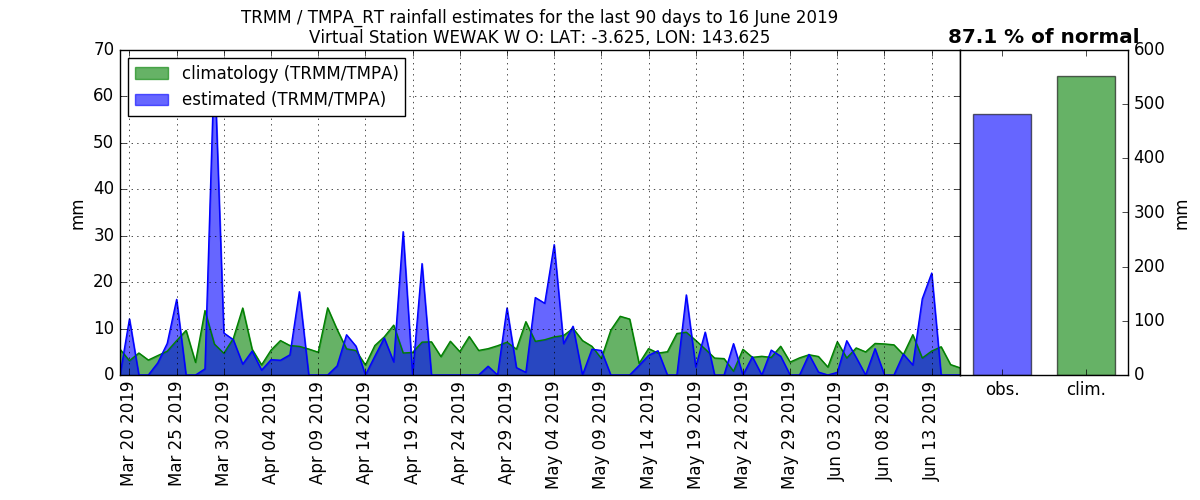 TRMM / TMPA_RT rainfall estimates for the last 90 days to 16 June 2019
Virtual Station WEWAK W O: LAT: -3.625, LON: 143.625
87.1 % of normal
climatology (TRMM/TMPA)
estimated (TRMM/TMPA)
70
60
50
40
30
20
10
0
mm
Mar 20 2019
Mar 25 2019
Mar 30 2019
Apr 04 2019
Apr 09 2019
Apr 14 2019
Apr 19 2019
Apr 24 2019
Apr 29 2019
May 04 2019
May 09 2019
May 14 2019
May 19 2019
May 24 2019
May 29 2019
Jun 03 2019
Jun 08 2019
Jun 13 2019
600
500
400
300
200
100
0
mm
obs.
clim.